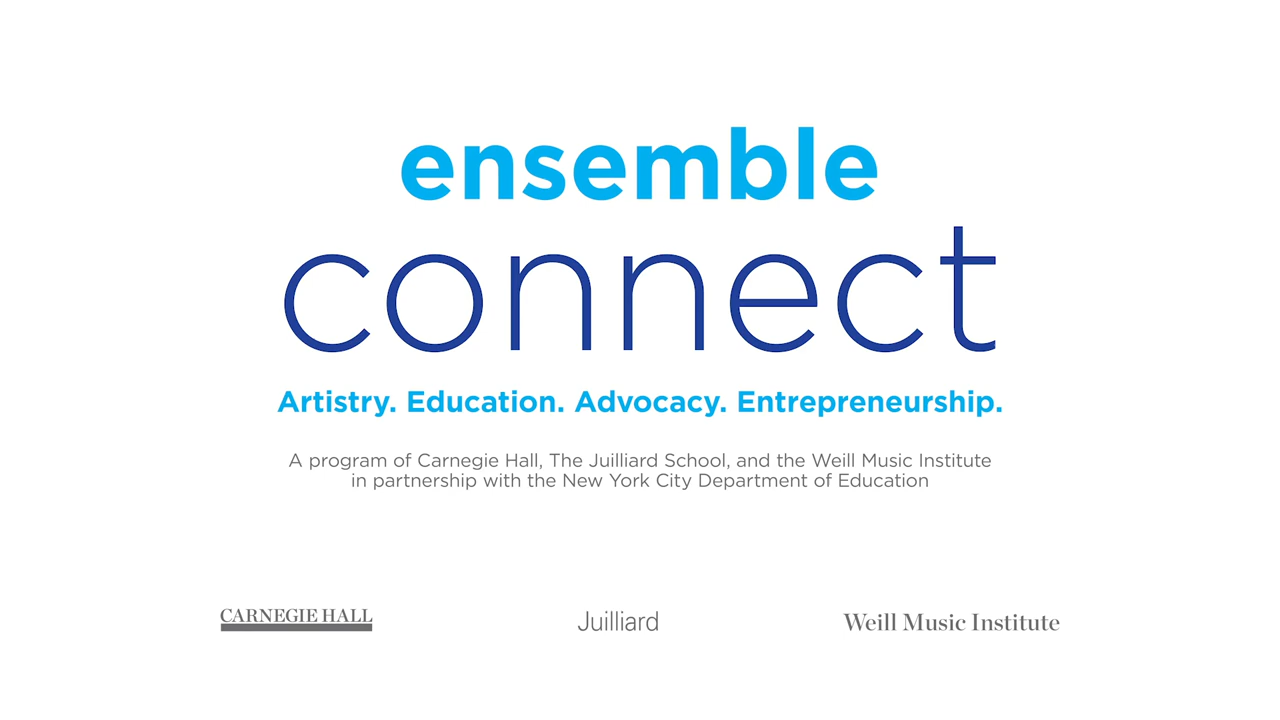 ensemble
connect
Artistry. Education. Advocacy. Entrepreneurship.
A program of Carnegie Hall, The Juilliard School, and the Weill Music Institute
in partnership with the New York City Department of Education
CARNEGIE HALL
Juilliard
Weill Music Institute